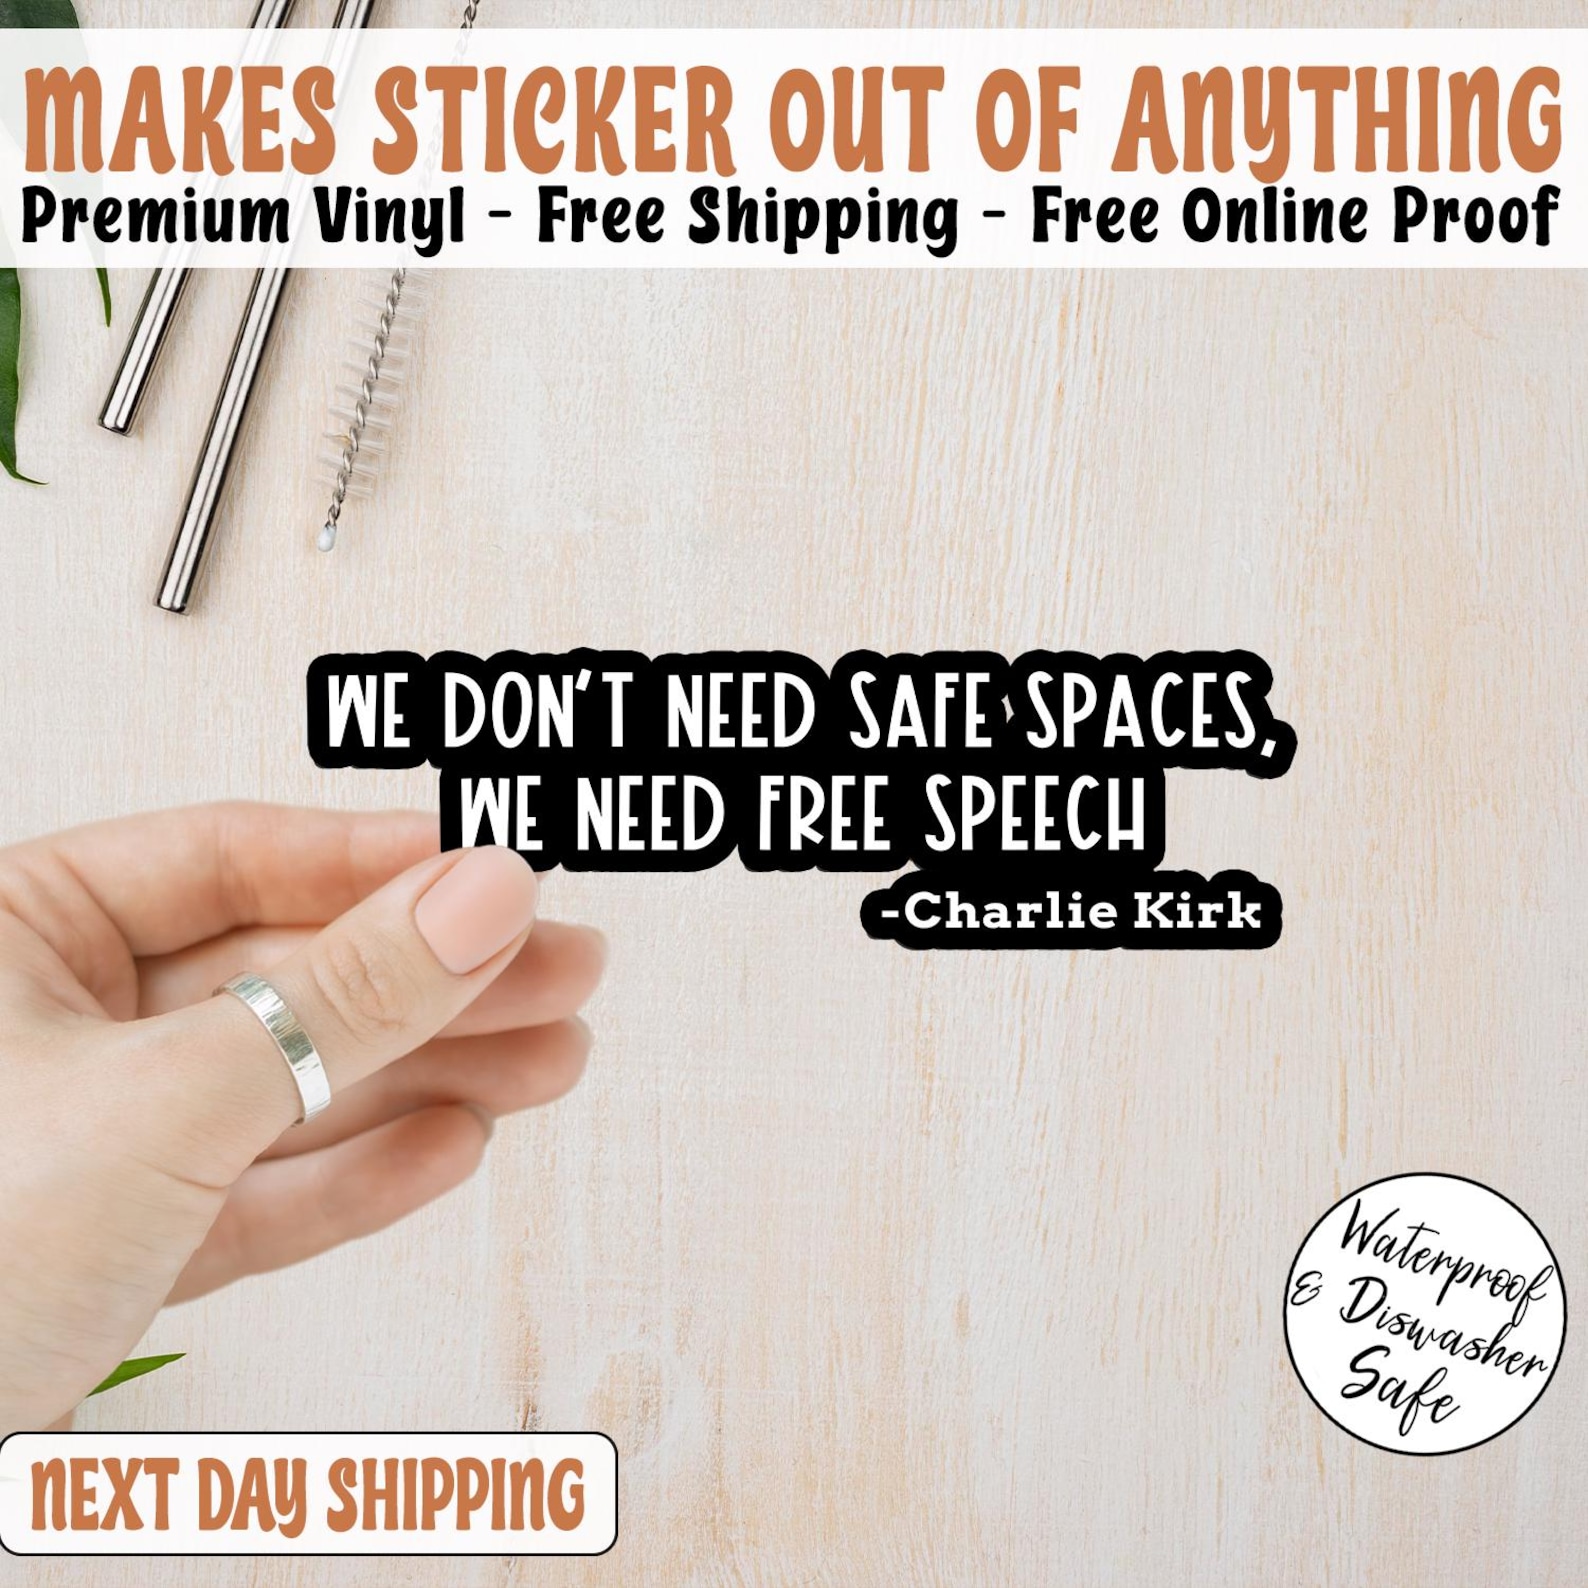 MAKES STICKER OUT OF ANYTHING
Premium Vinyl - Free Shipping - Free Online Proof
WE DON'T NEED SAFE SPACES,
WE NEED FREE SPEECH
-Charlie Kirk
Waterproof
& Diswasher
Safe
NEXT DAY SHIPPING